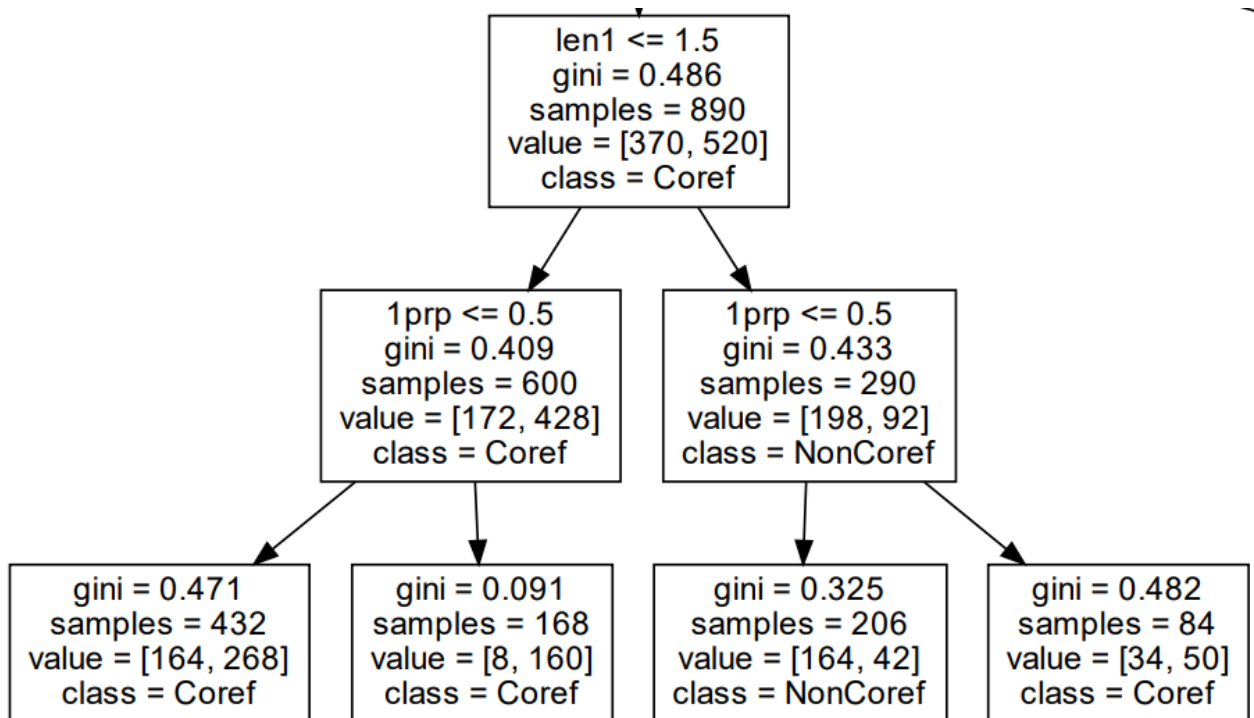 len1 <= 1.5
gini = 0.486
samples = 890
value = [370, 520]
class = Coref
1prp <= 0.5
gini = 0.409
samples = 600
value = [172, 428]
class = Coref
1prp <= 0.5
gini = 0.433
samples = 290
value = [198, 92]
class = NonCoref
gini = 0.471
samples = 432
value = [164, 268]
class = Coref
gini = 0.091
samples = 168
value = [8, 160]
class = Coref
gini = 0.325
samples = 206
value = [164, 42]
class = NonCoref
gini = 0.482
samples = 84
value = [34, 50]
class = Coref